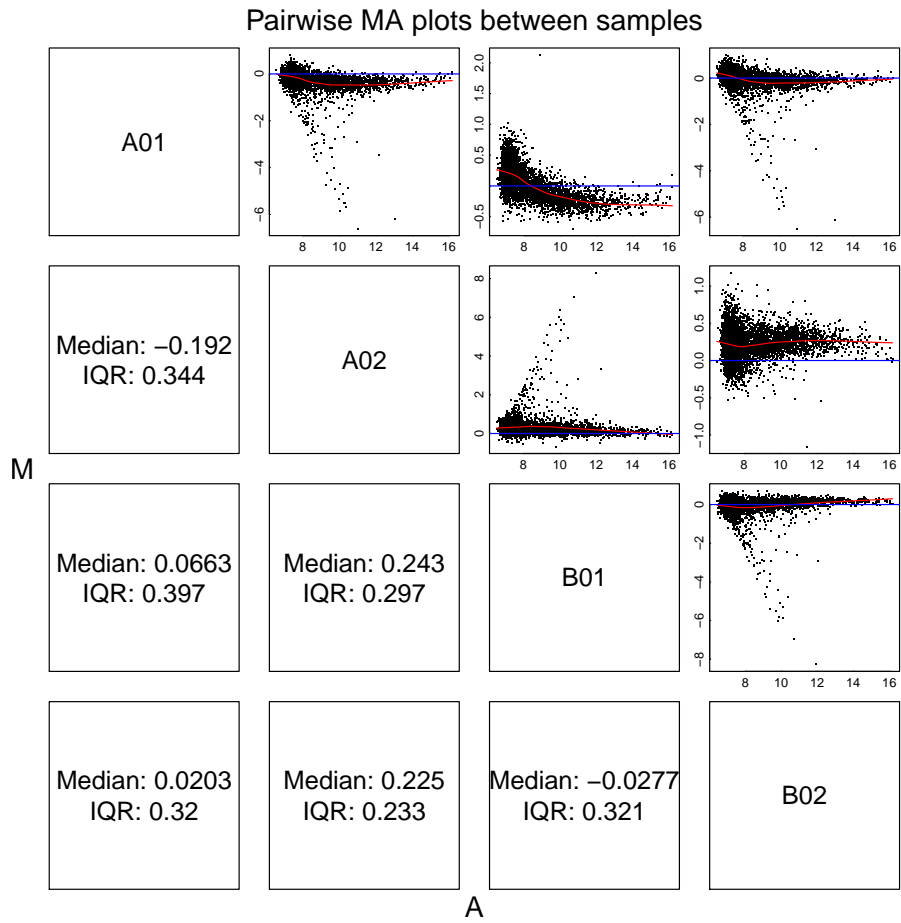 Pairwise MA plots between samples
A01
0
−2
−4
−6
8 10 12 14 16
2.0
1.5
1.0
0.5
−0.5
8 10 12 14 16
0
−2
−4
−6
8 10 12 14 16
Median: −0.192
IQR: 0.344
A02
8
6
4
2
0
8 10 12 14 16
1.0
0.5
0.0
−0.5
−1.0
8 10 12 14 16
M
Median: 0.0663
IQR: 0.397
Median: 0.243
IQR: 0.297
B01
0
−2
−4
−6
−8
8 10 12 14 16
Median: 0.0203
IQR: 0.32
Median: 0.225
IQR: 0.233
Median: −0.0277
IQR: 0.321
B02
A